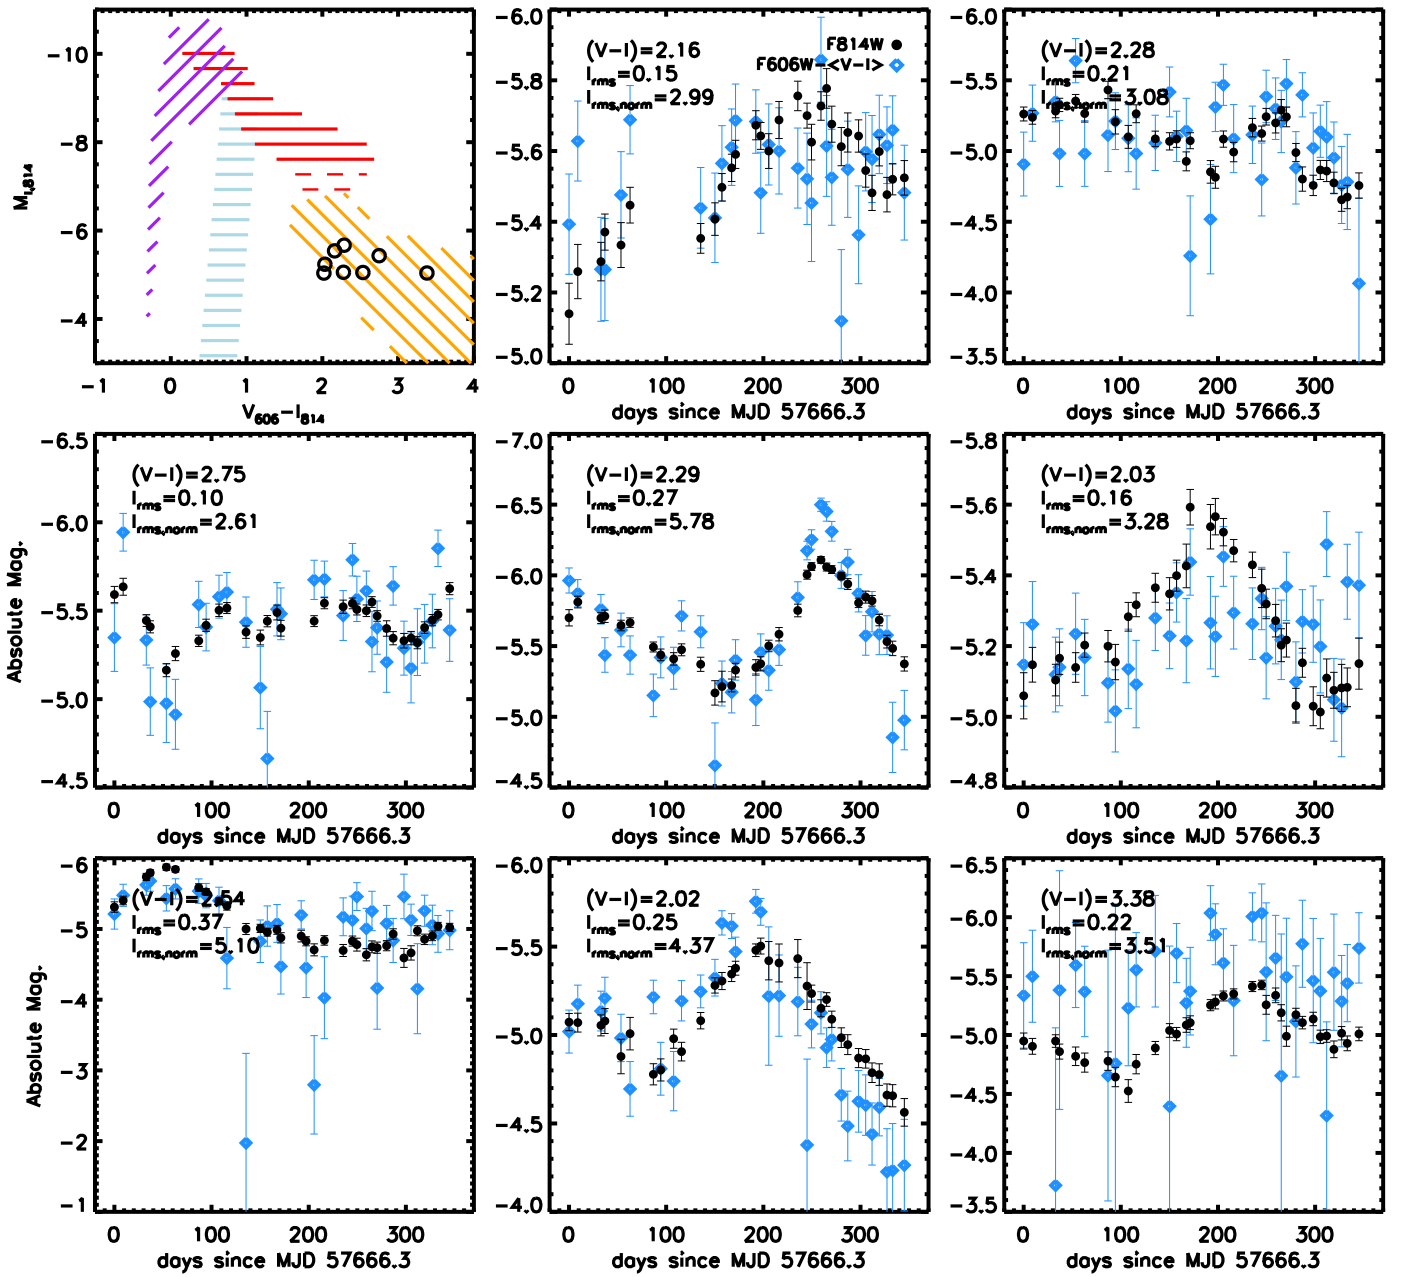 -10
-8
-6
-4
M_I,814
-1 0 1 2 3 4
V_606-I_814
-6.0
-5.8
-5.6
-5.4
-5.2
-5.0
(V-I)=2.16
I_rms=0.15
I_rms,norm=2.99
F814W
F606W-<V-I>
0 100 200 300
days since MJD 57666.3
-6.0
-5.5
-5.0
-4.5
-4.0
-3.5
(V-I)=2.28
I_rms=0.21
I_rms,norm=3.08
0 100 200 300
days since MJD 57666.3
Absolute Mag.
-6.5
-6.0
-5.5
-5.0
-4.5
(V-I)=2.75
I_rms=0.10
I_rms,norm=2.61
0 100 200 300
days since MJD 57666.3
-7.0
-6.5
-6.0
-5.5
-5.0
-4.5
(V-I)=2.29
I_rms=0.27
I_rms,norm=5.78
0 100 200 300
days since MJD 57666.3
-5.8
-5.6
-5.4
-5.2
-5.0
-4.8
(V-I)=2.03
I_rms=0.16
I_rms,norm=3.28
0 100 200 300
days since MJD 57666.3
Absolute Mag.
-6
-5
-4
-3
-2
-1
(V-I)=2.54
I_rms=0.37
I_rms,norm=5.10
0 100 200 300
days since MJD 57666.3
-6.0
-5.5
-5.0
-4.5
-4.0
(V-I)=2.02
I_rms=0.25
I_rms,norm=4.37
0 100 200 300
days since MJD 57666.3
-6.5
-6.0
-5.5
-5.0
-4.5
-4.0
-3.5
(V-I)=3.38
I_rms=0.22
I_rms,norm=3.51
0 100 200 300
days since MJD 57666.3